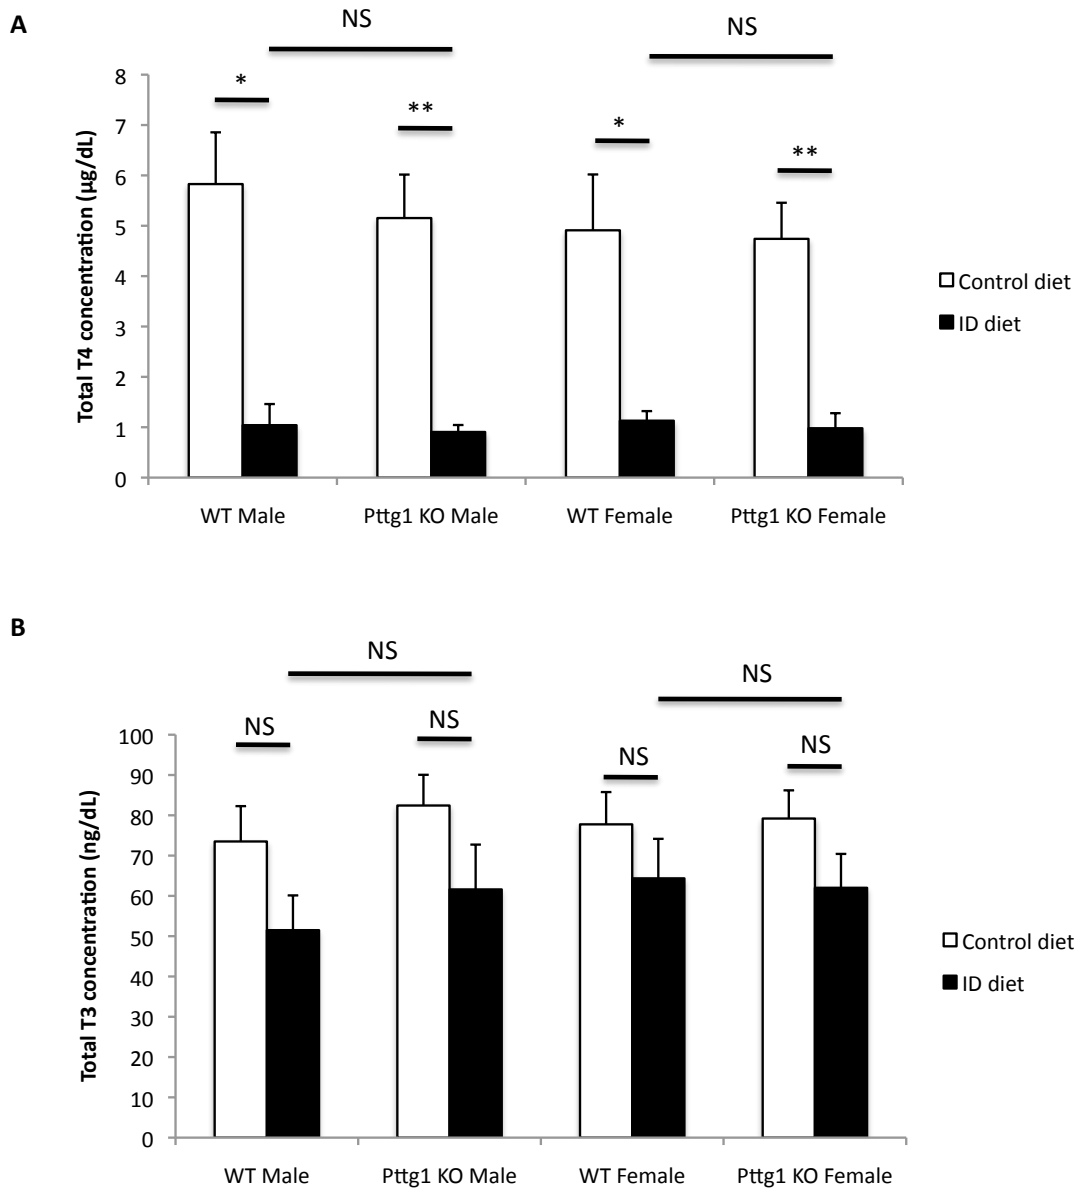 A
NS
NS
*
**
*
**
Total T4 concentration (µg/dL)
8
7
6
5
4
3
2
1
0
Control diet
ID diet
WT Male
Pttg1 KO Male
WT Female
Pttg1 KO Female
B
NS
NS
NS
NS
NS
NS
Total T3 concentration (ng/dL)
100
90
80
70
60
50
40
30
20
10
0
Control diet
ID diet
WT Male
Pttg1 KO Male
WT Female
Pttg1 KO Female